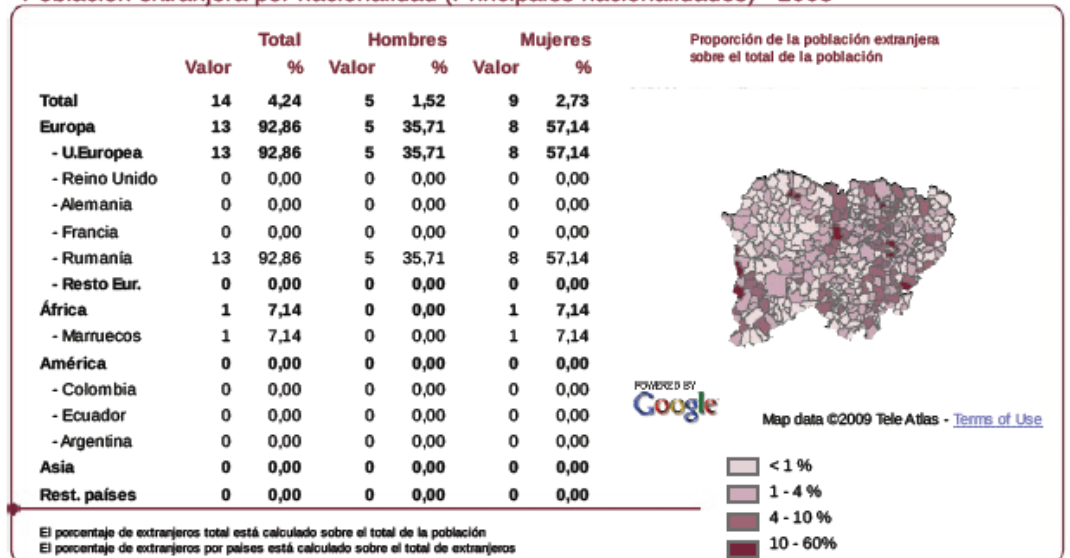 Población extranjera por nacionalidad (Principales nacionalidades) - 
Total Hombres Mujeres
Valor % Valor % Valor %
Total 14 4,24 5 1,52 9 2,73
Europa 13 92,86 5 35,71 8 57,14
- U.Europea 13 92,86 5 35,71 8 57,14
- Reino Unido 0 0,00 0 0,00 0 0,00
- Alemania 0 0,00 0 0,00 0 0,00
- Francia 0 0,00 0 0,00 0 0,00
- Rumanía 13 92,86 5 35,71 8 57,14
- Resto Eur. 0 0,00 0 0,00 0 0,00
África 1 7,14 0 0,00 1 7,14
- Marruecos 1 7,14 0 0,00 1 7,14
América 0 0,00 0 0,00 0 0,00
- Colombia 0 0,00 0 0,00 0 0,00
- Ecuador 0 0,00 0 0,00 0 0,00
- Argentina 0 0,00 0 0,00 0 0,00
Asia 0 0,00 0 0,00 0 0,00
Rest. países 0 0,00 0 0,00 0 0,00
El porcentaje de extranjeros total está calculado sobre el total de la población
El porcentaje de extranjeros por paises está calculado sobre el total de extranjeros
Proporción de la población extranjera
sobre el total de la población
POWERED BY
Google
Map data ©2009 Tele Atlas - Terms of Use
< 1 %
1 - 4 %
4 - 10 %
10 - 60%